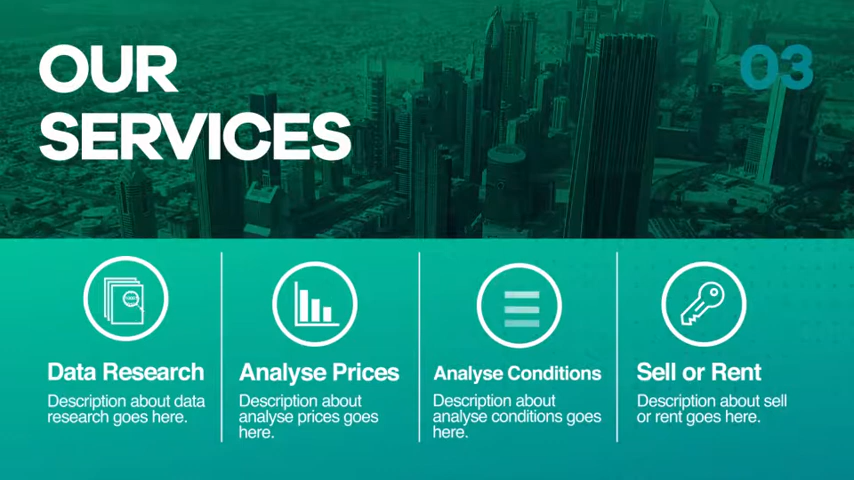 OUR
SERVICES
03
Data Research
Description about data
research goes here.
Analyse Prices
Description about
analyse prices goes
here.
Analyse Conditions
Description about
analyse conditions goes
here.
Sell or Rent
Description about sell
or rent goes here.